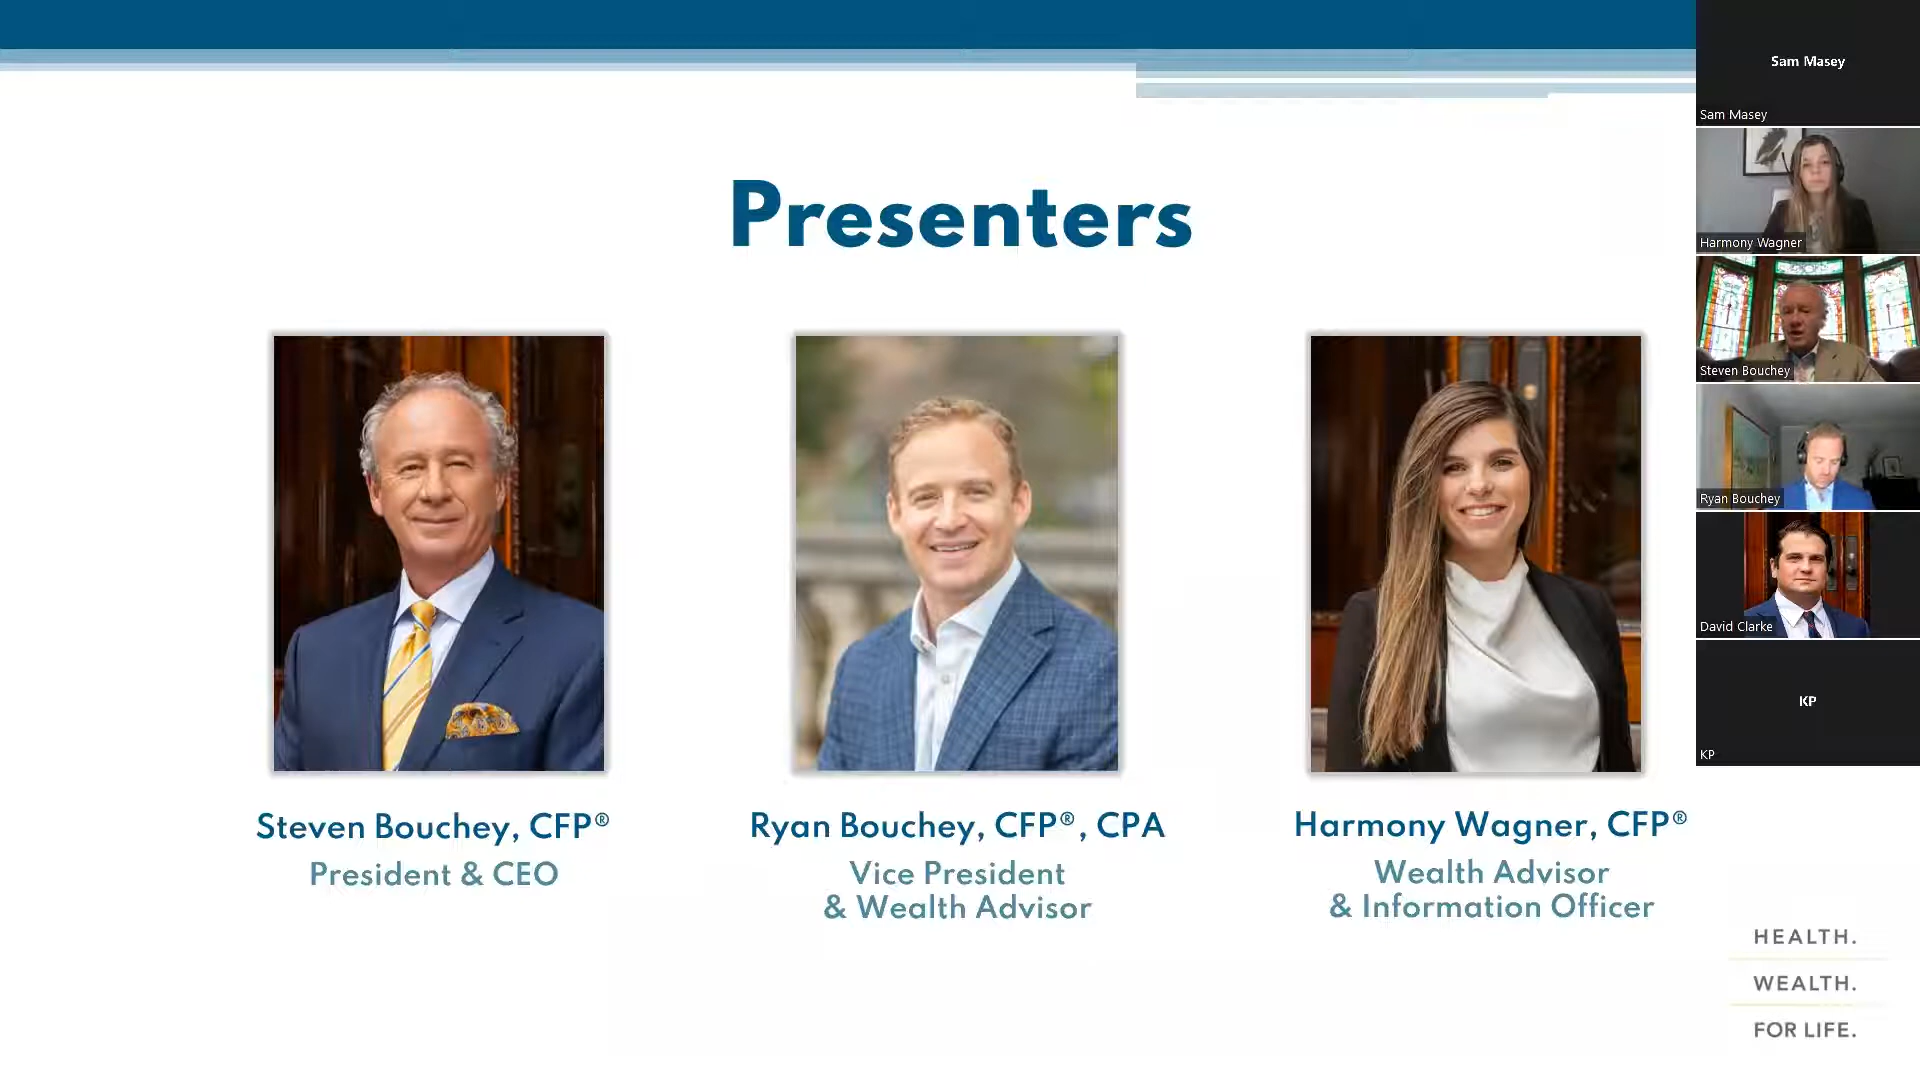 Presenters
Steven Bouchey, CFP®
President & CEO
Ryan Bouchey, CFP®, CPA
Vice President
& Wealth Advisor
Harmony Wagner, CFP®
Wealth Advisor
& Information Officer
HEALTH.
WEALTH.
FOR LIFE.
Sam Masey
Sam Masey
Harmony Wagner
Steven Bouchey
Ryan Bouchey
David Clarke
KP
KP